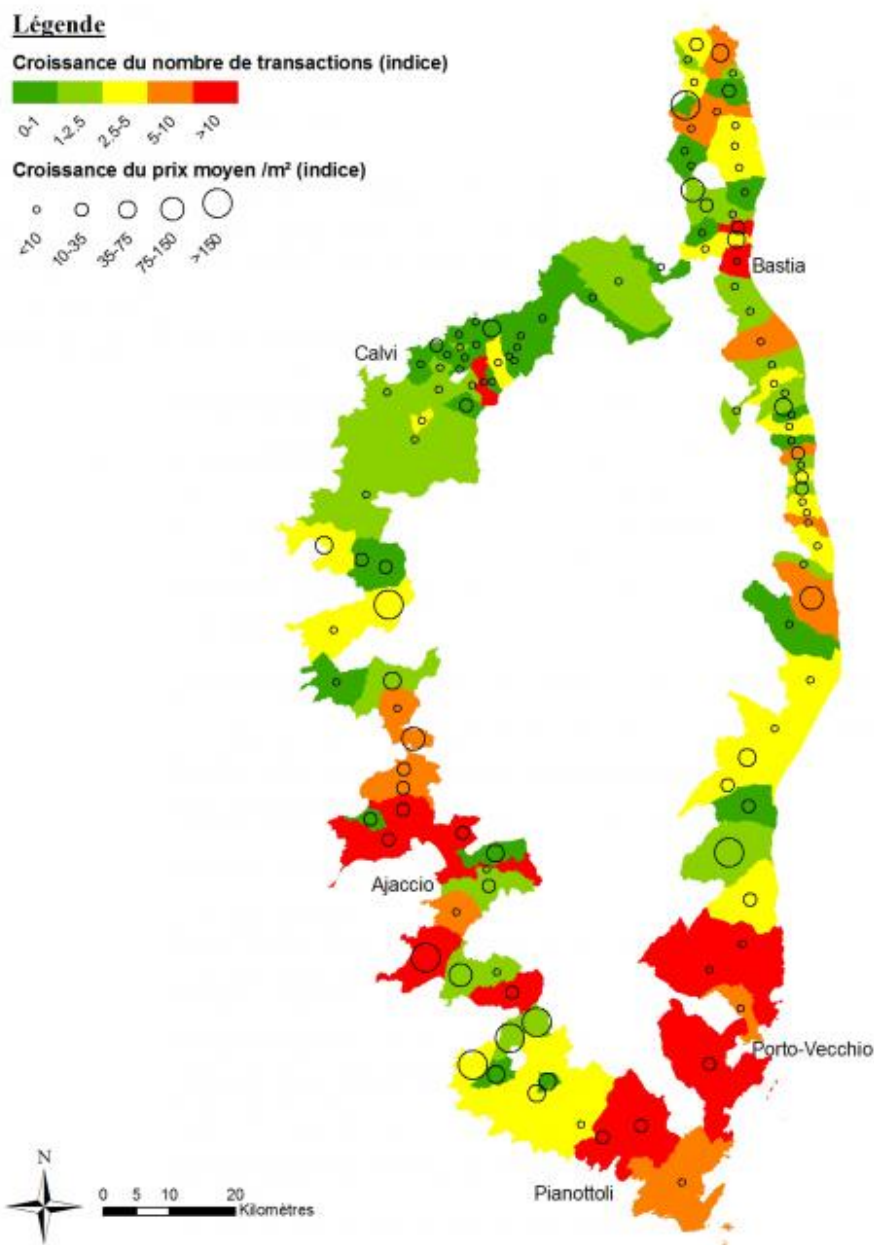 Légende
Croissance du nombre de transactions (indice)
0-1 1-2.5 2.5-5 5-10 >10
Croissance du prix moyen /m² (indice)
<10 10-35 35-75 75-150 >150
Bastia
Calvi
Ajaccio
Porto-Vecchio
Pianottoli
N
0 5 10 20
Kilomètres